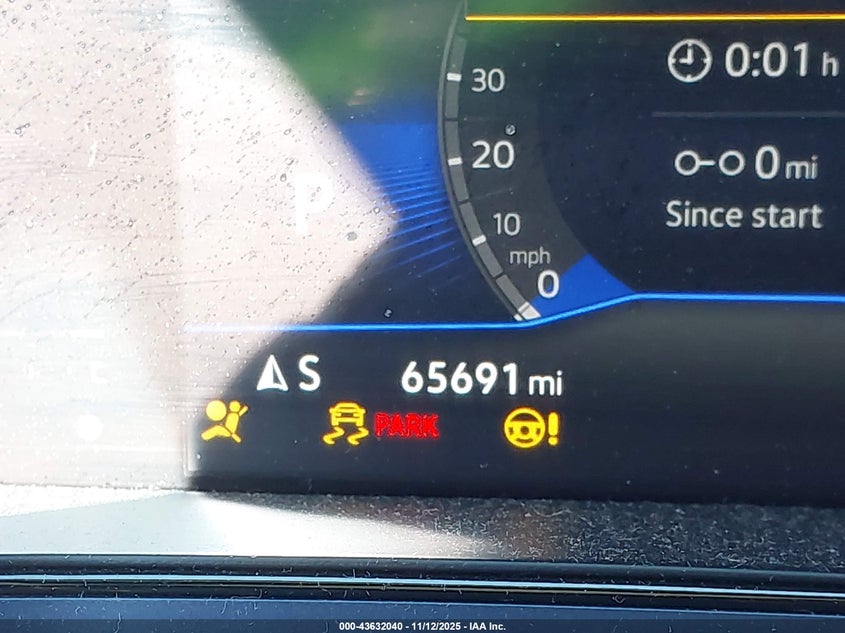 30
0:01 h
20
0 mi
P
10
Since start
mph
0
S
65691 mi
PARK
000-43632040 - 11/12/2025 - IAA Inc.